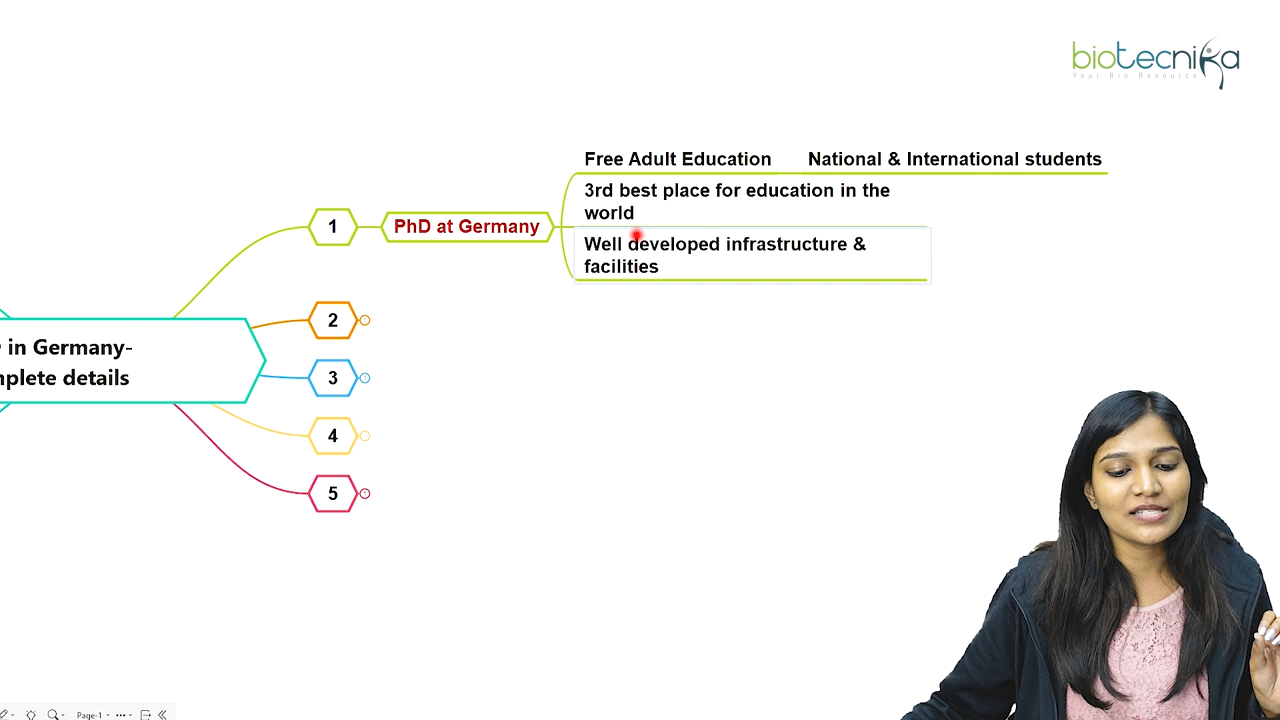 biotecnika
Your Bio Resource
Free Adult Education
National & International students
3rd best place for education in the
world
1
PhD at Germany
Well developed infrastructure &
facilities
2
in Germany-
3
details
4
5
Page-1